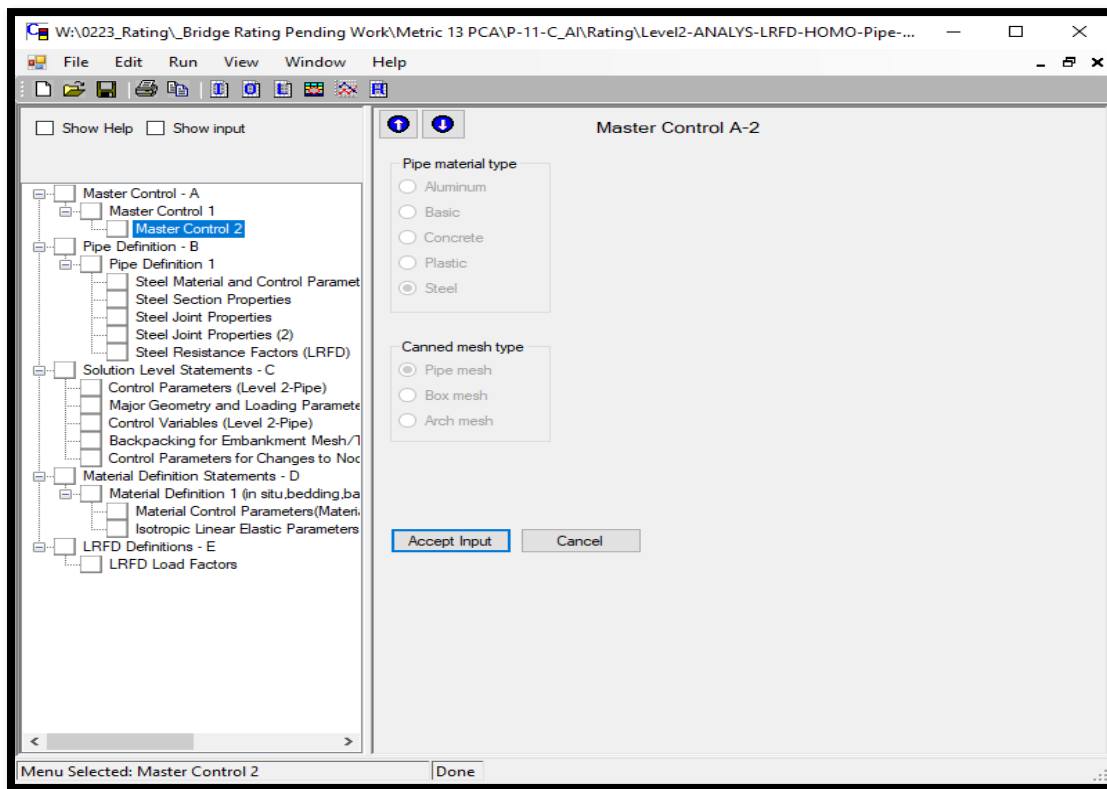 W:\0223_Rating\_Bridge Rating Pending Work\Metric 13 PCA\P-11-C_AI\Rating\Level2-ANALYS-LRFD-HOMO-Pipe-...
File Edit Run View Window Help
Show Help Show input
Master Control A-2
Master Control - A
Master Control 1
Master Control 2
Pipe Definition - B
Pipe Definition 1
Steel Material and Control Paramet
Steel Section Properties
Steel Joint Properties
Steel Joint Properties (2)
Steel Resistance Factors (LRFD)
Solution Level Statements - C
Control Parameters (Level 2-Pipe)
Major Geometry and Loading Paramete
Control Variables (Level 2-Pipe)
Backpacking for Embankment Mesh/T
Control Parameters for Changes to Noc
Material Definition Statements - D
Material Definition 1 (in situ,bedding,ba
Material Control Parameters(Materi
Isotropic Linear Elastic Parameters
LRFD Definitions - E
LRFD Load Factors
Pipe material type
Aluminum
Basic
Concrete
Plastic
Steel
Canned mesh type
Pipe mesh
Box mesh
Arch mesh
Accept Input Cancel
Menu Selected: Master Control 2 Done